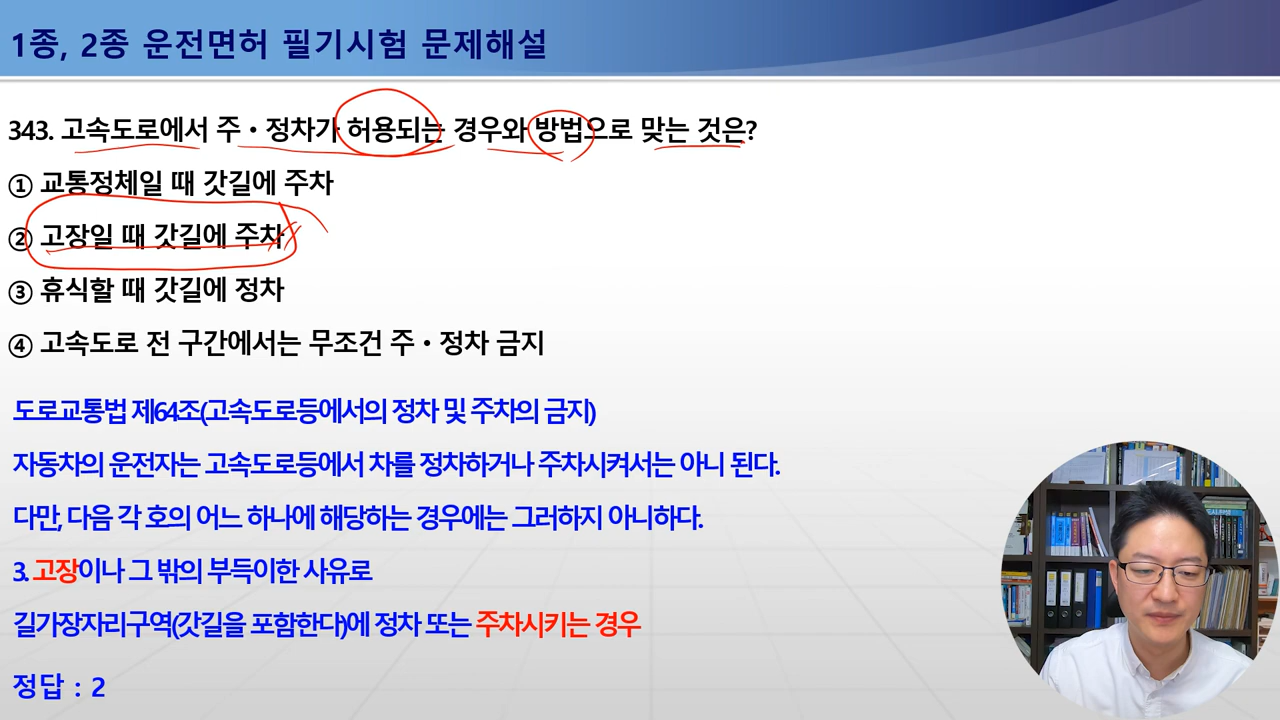 1종, 2종 운전면허 필기시험 문제해설
343. 고속도로에서 주·정차가 허용되는 경우와 방법으로 맞는 것은?
① 교통정체일 때 갓길에 주차
② 고장일 때 갓길에 주차
③ 휴식할 때 갓길에 정차
④ 고속도로 전 구간에서는 무조건 주·정차 금지
도로교통법 제64조(고속도로등에서의 정차 및 주차의 금지)
자동차의 운전자는 고속도로등에서 차를 정차하거나 주차시켜서는 아니 된다.
다만, 다음 각 호의 어느 하나에 해당하는 경우에는 그러하지 아니하다.
3. 고장이나 그 밖의 부득이한 사유로
길가장자리구역(갓길을 포함한다)에 정차 또는 주차시키는 경우
정답 : 2